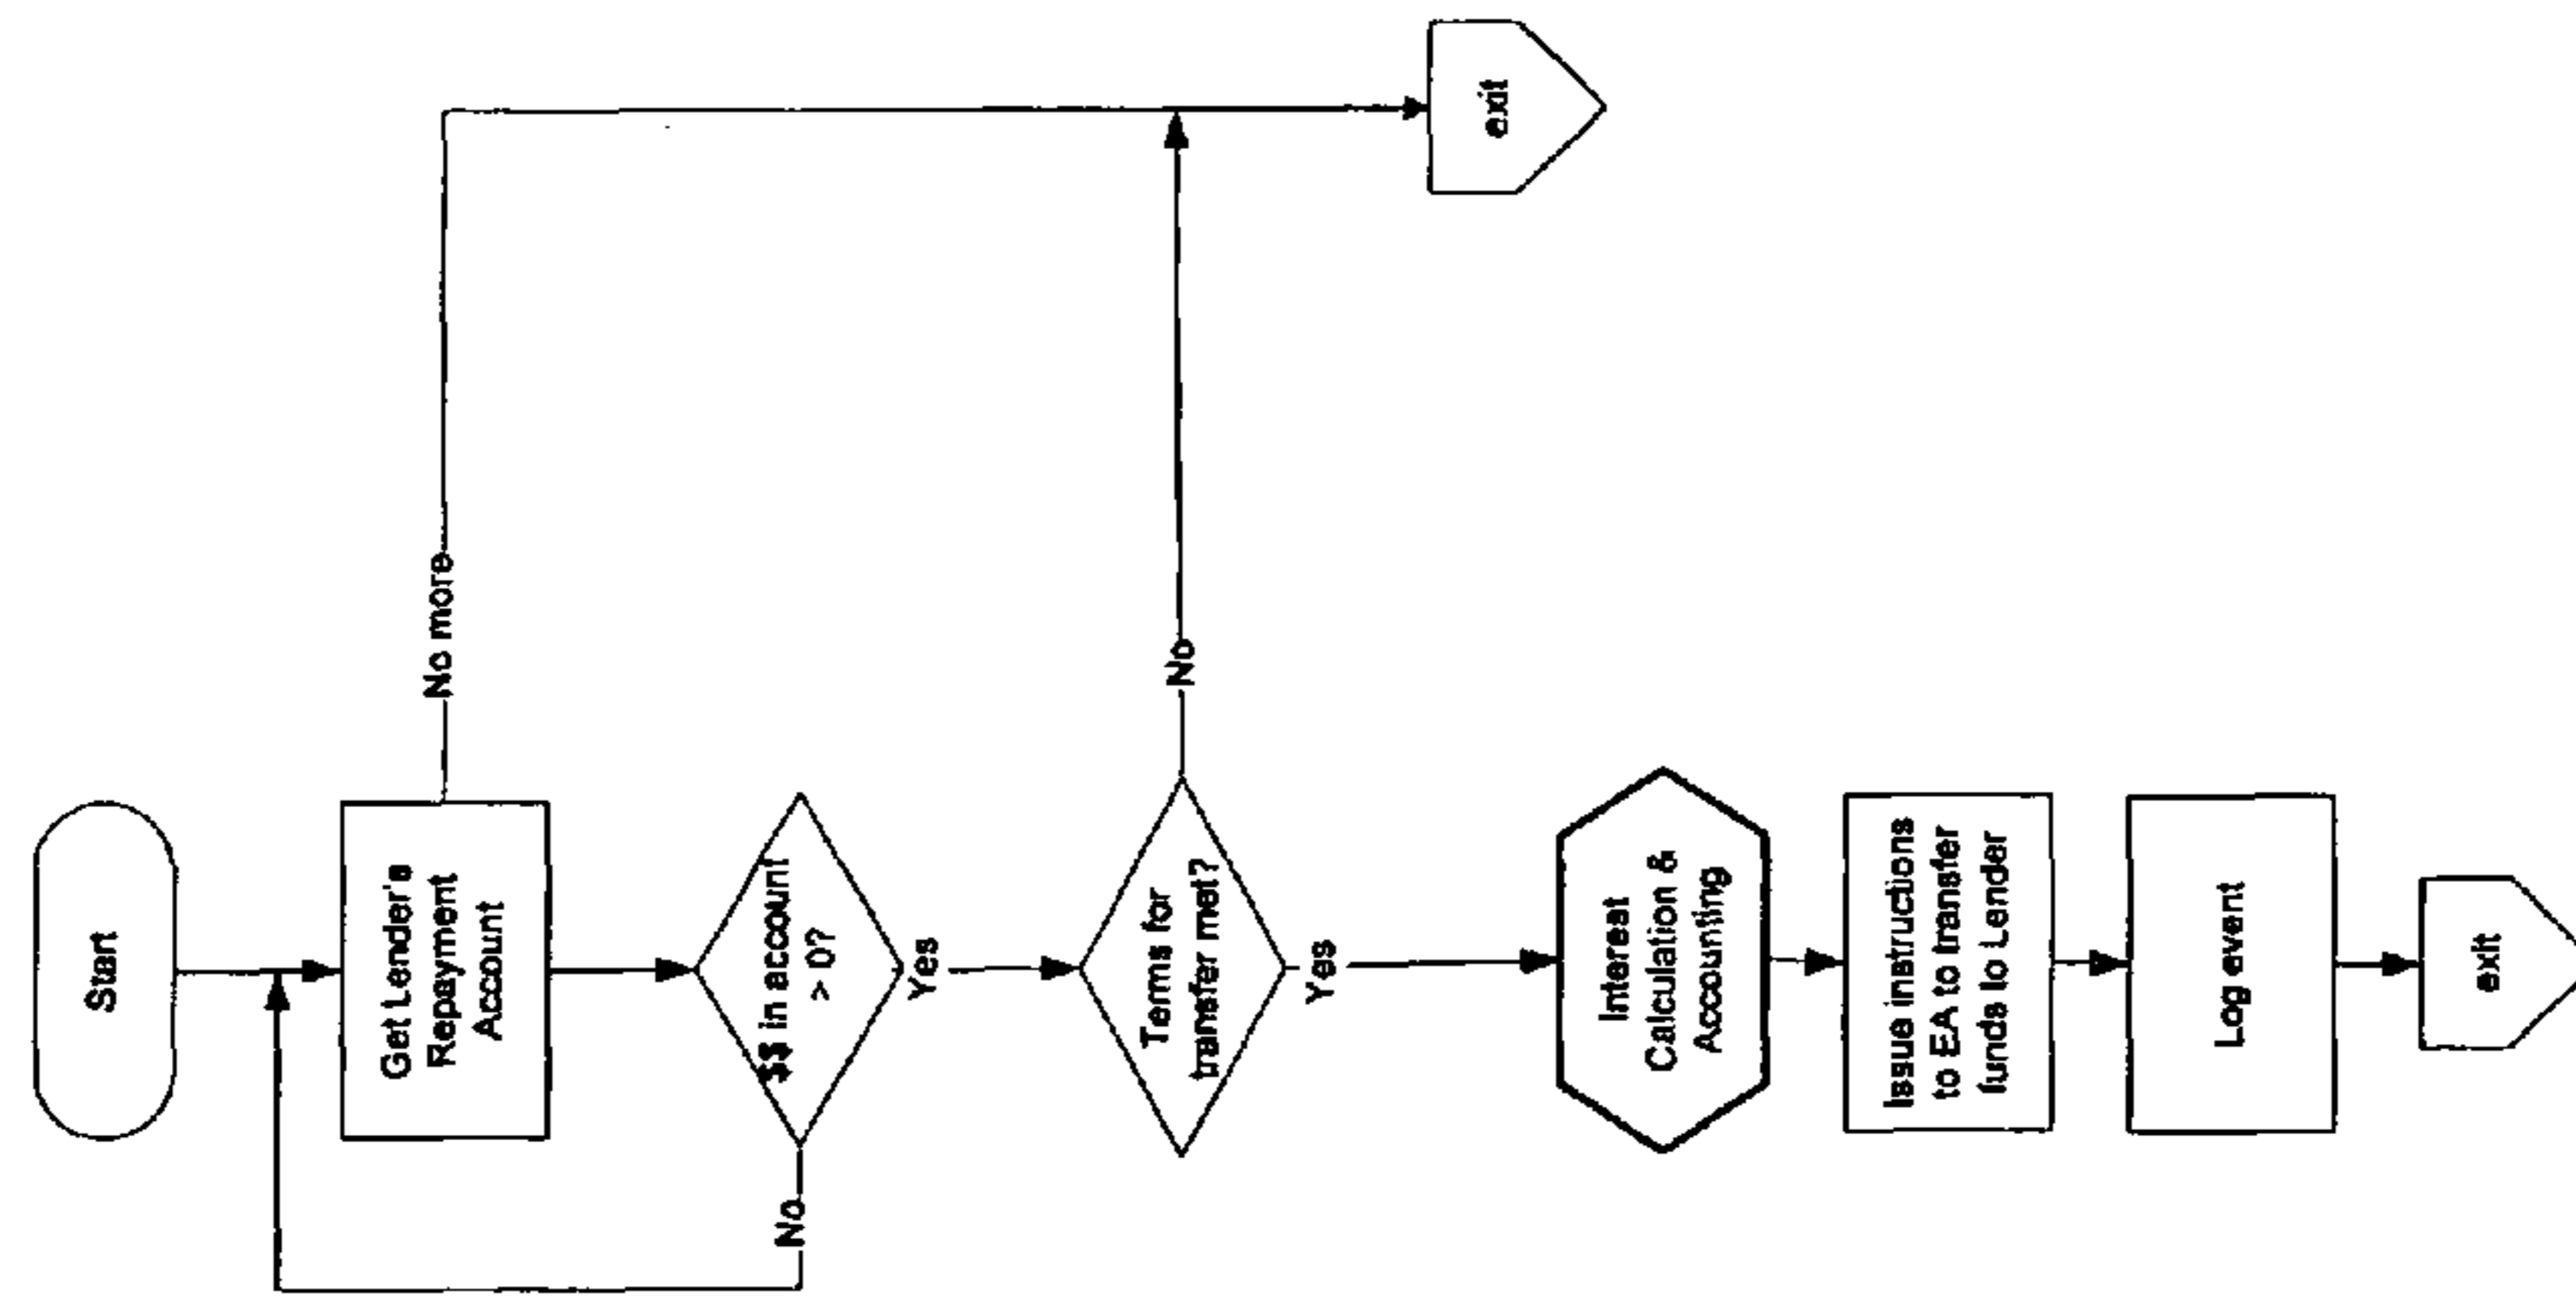 Start
Get Lender's
Repayment
Account
No more
$$ in account
> 0?
No
Yes
Terms for
transfer met?
No
Yes
exit
Interest
Calculation &
Accounting
Issue instructions
to EA to transfer
funds to Lender
Log event
exit